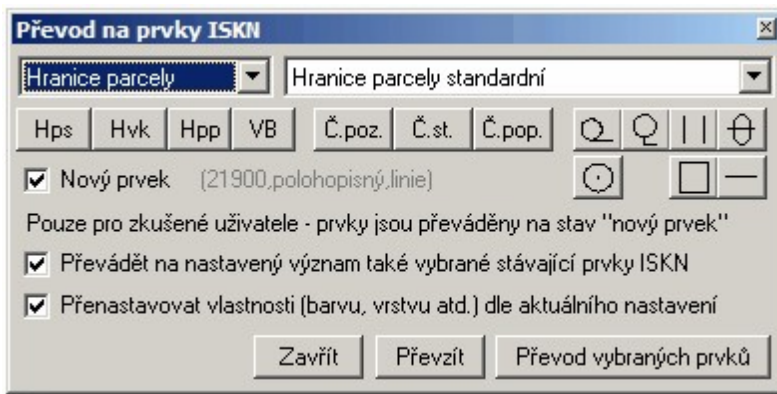 Převod na prvky ISKN
Hranice parcely Hranice parcely standardní
Hps Hvk Hpp VB Č.poz. Č.st. Č.pop.
Nový prvek (21900,polohopisný,linie)
Pouze pro zkušené uživatele - prvky jsou převáděny na stav "nový prvek"
Převádět na nastavený význam také vybrané stávající prvky ISKN
Přenastavovat vlastnosti (barvu, vrstvu atd.) dle aktuálního nastavení
Zavřít Převzít Převod vybraných prvků